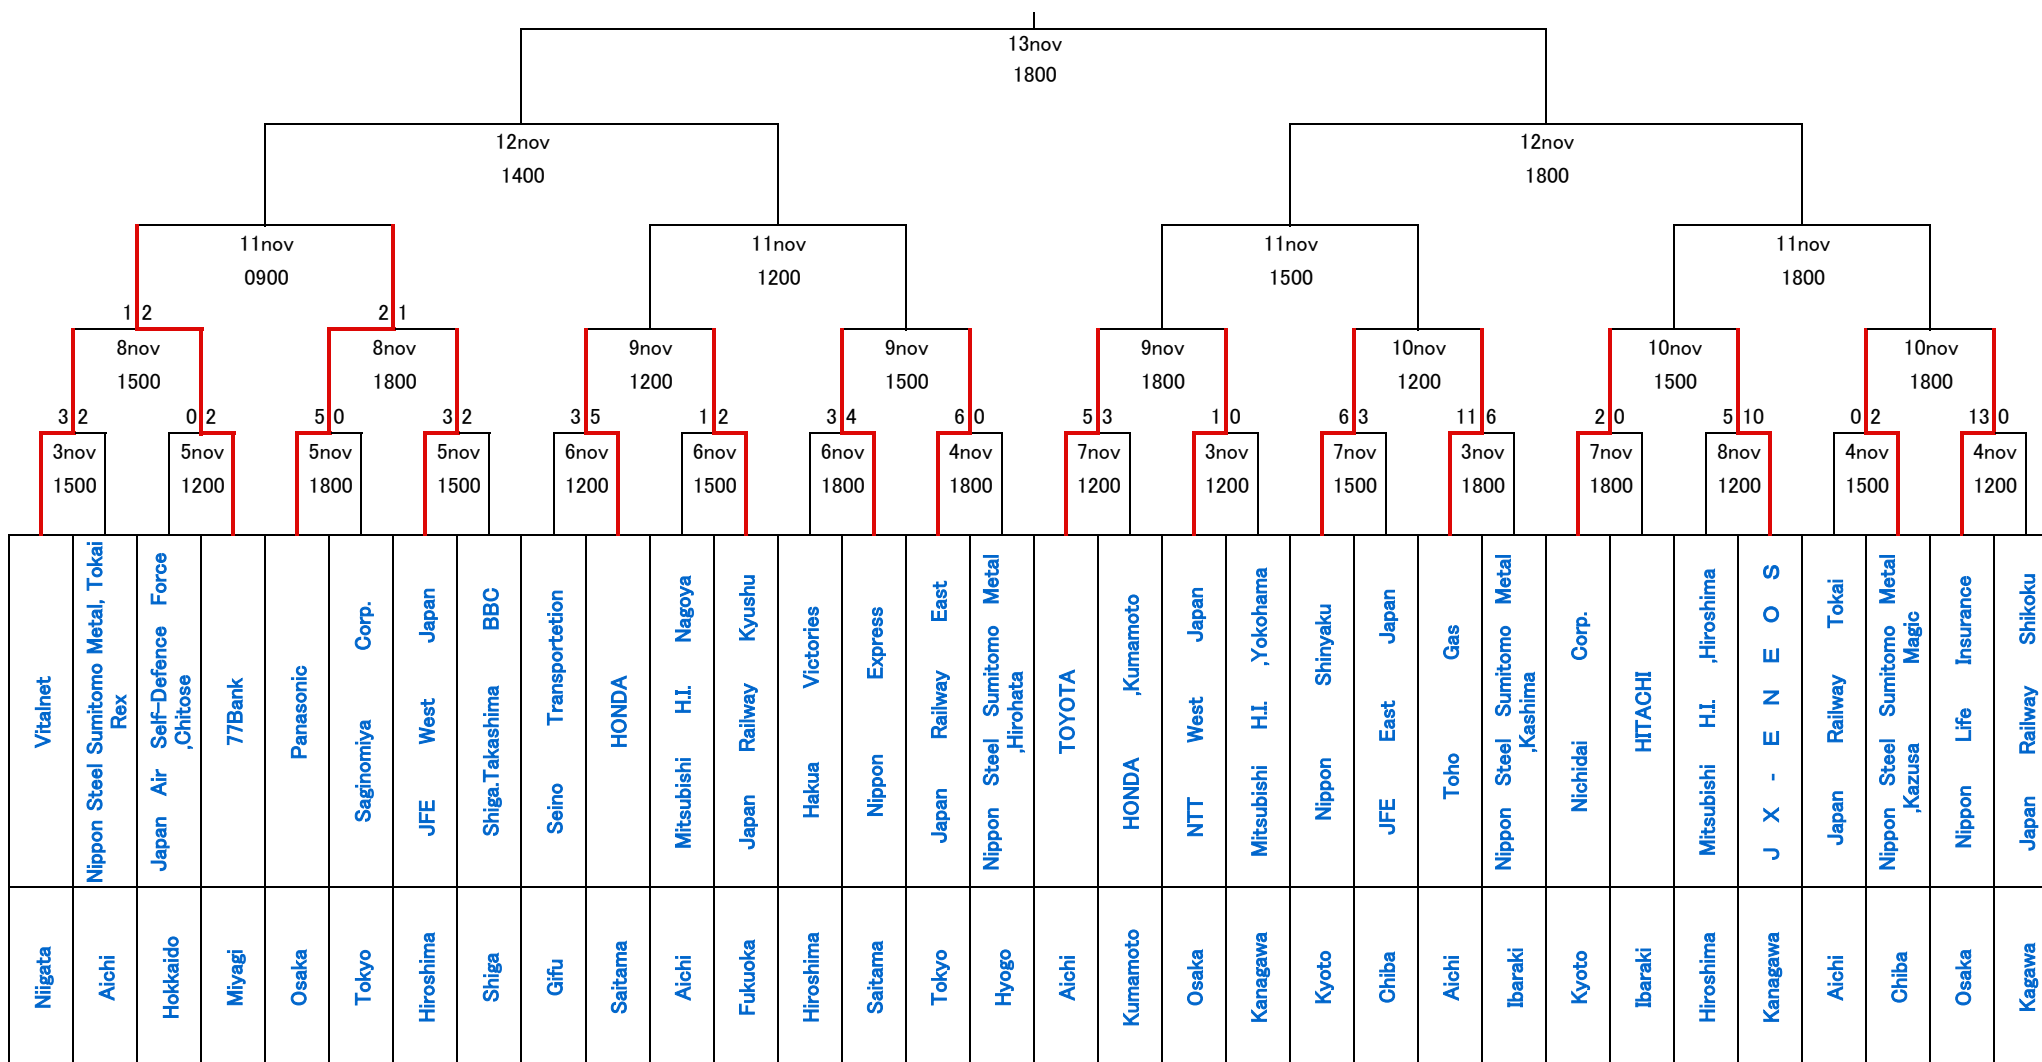 13nov
1800
12nov
12nov
1400
1800
11nov
11nov
11nov
11nov
0900
1200
1500
1800
1 2
2 1
8nov
8nov
9nov
9nov
9nov
10nov
10nov
10nov
1500
1800
1200
1500
1800
1200
1500
1800
3 2
0 2
5 0
3 2
3 5
1 2
3 4
6 0
5 3
1 0
6 3
11 6
2 0
5 10
0 2
13 0
3nov
5nov
5nov
5nov
6nov
6nov
6nov
4nov
7nov
3nov
7nov
3nov
7nov
8nov
4nov
4nov
1500
1200
1800
1500
1200
1500
1800
1800
1200
1200
1500
1800
1800
1200
1500
1200
Vitalnet
Nippon Steel Sumitomo Metal, Tokai
Rex
Japan Air Self-Defence Force
,Chitose
77Bank
Panasonic
Saginomiya Corp.
JFE West Japan
Shiga.Takashima BBC
Seino Transportetion
HONDA
Mitsubishi H.I. Nagoya
Japan Railway Kyushu
Hakua Victories
Nippon Express
Japan Railway East
Nippon Steel Sumitomo Metal
,Hirohata
TOYOTA
HONDA ,Kumamoto
NTT West Japan
Mitsubishi H.I. ,Yokohama
Nippon Shinyaku
JFE East Japan
Toho Gas
Nippon Steel Sumitomo Metal
,Kashima
Nichidai Corp.
HITACHI
Mitsubishi H.I. ,Hiroshima
JX-ENEOS
Japan Railway Tokai
Nippon Steel Sumitomo Metal
,Kazusa Magic
Nippon Life Insurance
Japan Railway Shikoku
Niigata
Aichi
Hokkaido
Miyagi
Osaka
Tokyo
Hiroshima
Shiga
Gifu
Saitama
Aichi
Fukuoka
Hiroshima
Saitama
Tokyo
Hyogo
Aichi
Kumamoto
Osaka
Kanagawa
Kyoto
Chiba
Aichi
Ibaraki
Kyoto
Ibaraki
Hiroshima
Kanagawa
Aichi
Chiba
Osaka
Kagawa